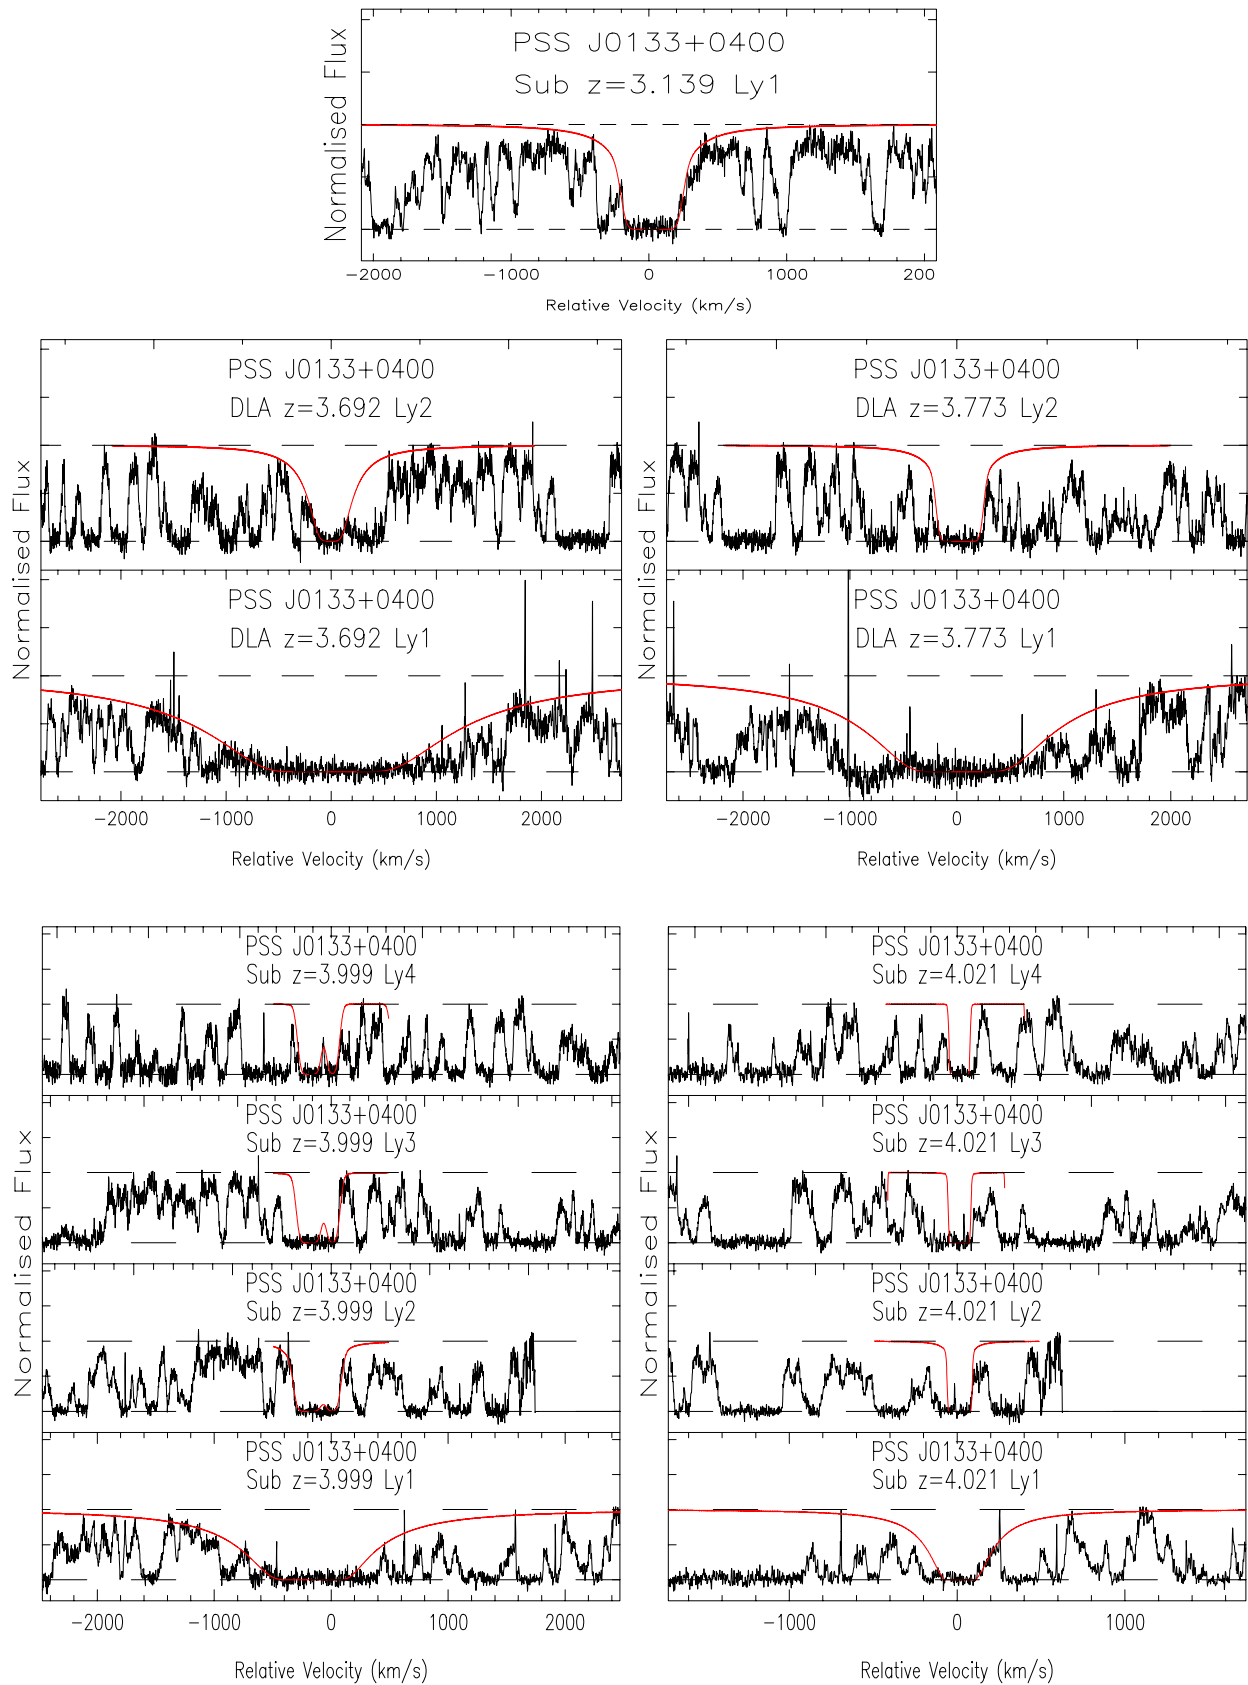 PSS J0133+0400
Sub z=3.139 Ly1
Normalised Flux
−2000 −1000 0 1000 200
Relative Velocity (km/s)
PSS J0133+0400
DLA z=3.692 Ly2
PSS J0133+0400
DLA z=3.692 Ly1
Normalised Flux
−2000 −1000 0 1000 2000
Relative Velocity (km/s)
PSS J0133+0400
DLA z=3.773 Ly2
PSS J0133+0400
DLA z=3.773 Ly1
Normalised Flux
−2000 −1000 0 1000 2000
Relative Velocity (km/s)
PSS J0133+0400
Sub z=3.999 Ly4
PSS J0133+0400
Sub z=3.999 Ly3
PSS J0133+0400
Sub z=3.999 Ly2
PSS J0133+0400
Sub z=3.999 Ly1
Normalised Flux
−2000 −1000 0 1000 2000
Relative Velocity (km/s)
PSS J0133+0400
Sub z=4.021 Ly4
PSS J0133+0400
Sub z=4.021 Ly3
PSS J0133+0400
Sub z=4.021 Ly2
PSS J0133+0400
Sub z=4.021 Ly1
Normalised Flux
−1000 0 1000
Relative Velocity (km/s)